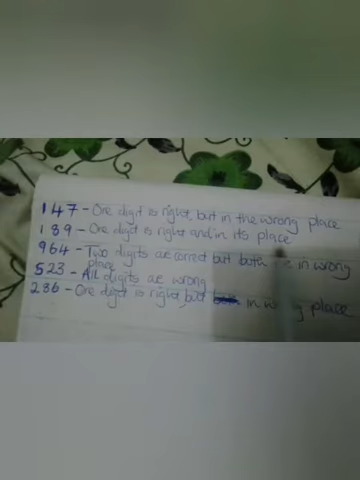 147 - One digit is right, but in the wrong place
189 - One digit is right and in its place
964 - Two digits are correct but both in wrong
place
523 - All digits are wrong
286 - One digit is right, but in place